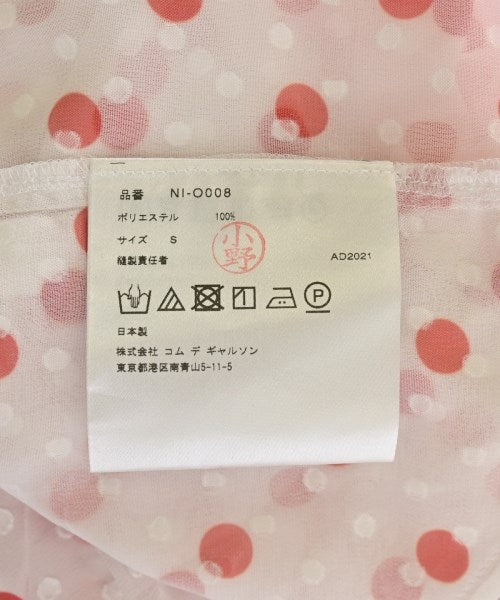 品番 NI-O008
ポリエステル 100%
サイズ S
縫製責任者 小野 AD2021
日本製
株式会社 コム デ ギャルソン
東京都港区南青山5-11-5